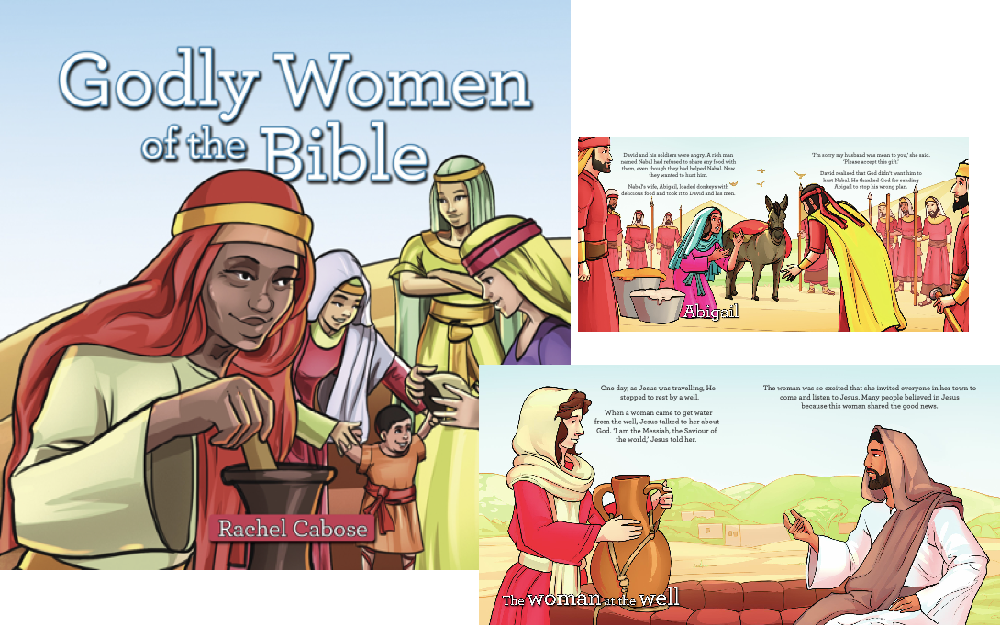 Godly Women
of the Bible
Rachel Cabose
David and his soldiers were angry. A rich man
named Nabal had refused to share any food with
them, even though they had helped Nabal. Now
they wanted to hurt him.
Nabal's wife, Abigail, loaded donkeys with
delicious food and took it to David and his men.
'I'm sorry my husband was mean to you,' she said.
'Please accept this gift.'
David realised that God didn't want him to
hurt Nabal. He thanked God for sending
Abigail to stop his wrong plan.
Abigail
One day, as Jesus was travelling, He
stopped to rest by a well.
When a woman came to get water
from the well, Jesus talked to her about
God. 'I am the Messiah, the Saviour of
the world,' Jesus told her.
The woman was so excited that she invited everyone in her town to
come and listen to Jesus. Many people believed in Jesus
because this woman shared the good news.
The woman at the well